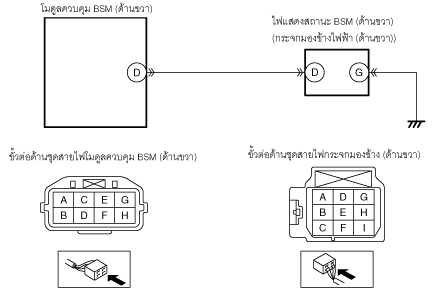 โมดูลควบคุม BSM (ด้านขวา)
ไฟแสดงสถานะ BSM (ด้านขวา)
(กระจกมองข้างไฟฟ้า (ด้านขวา))
D D G
ขั้วต่อด้านชุดสายไฟโมดูลควบคุม BSM (ด้านขวา)
ขั้วต่อด้านชุดสายไฟกระจกมองข้าง (ด้านขวา)
A C E G
B D F H
A D G
B E H
C F I